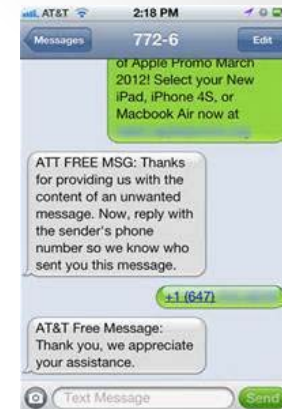 AT&T 2:18 PM
Messages 772-6 Edit
of Apple Promo March
2012! Select your New
iPad, iPhone 4S, or
Macbook Air now at
ATT FREE MSG: Thanks
for providing us with the
content of an unwanted
message. Now, reply with
the sender's phone
number so we know who
sent you this message.
+1 (647)
AT&T Free Message:
Thank you, we appreciate
your assistance.
Text Message Send